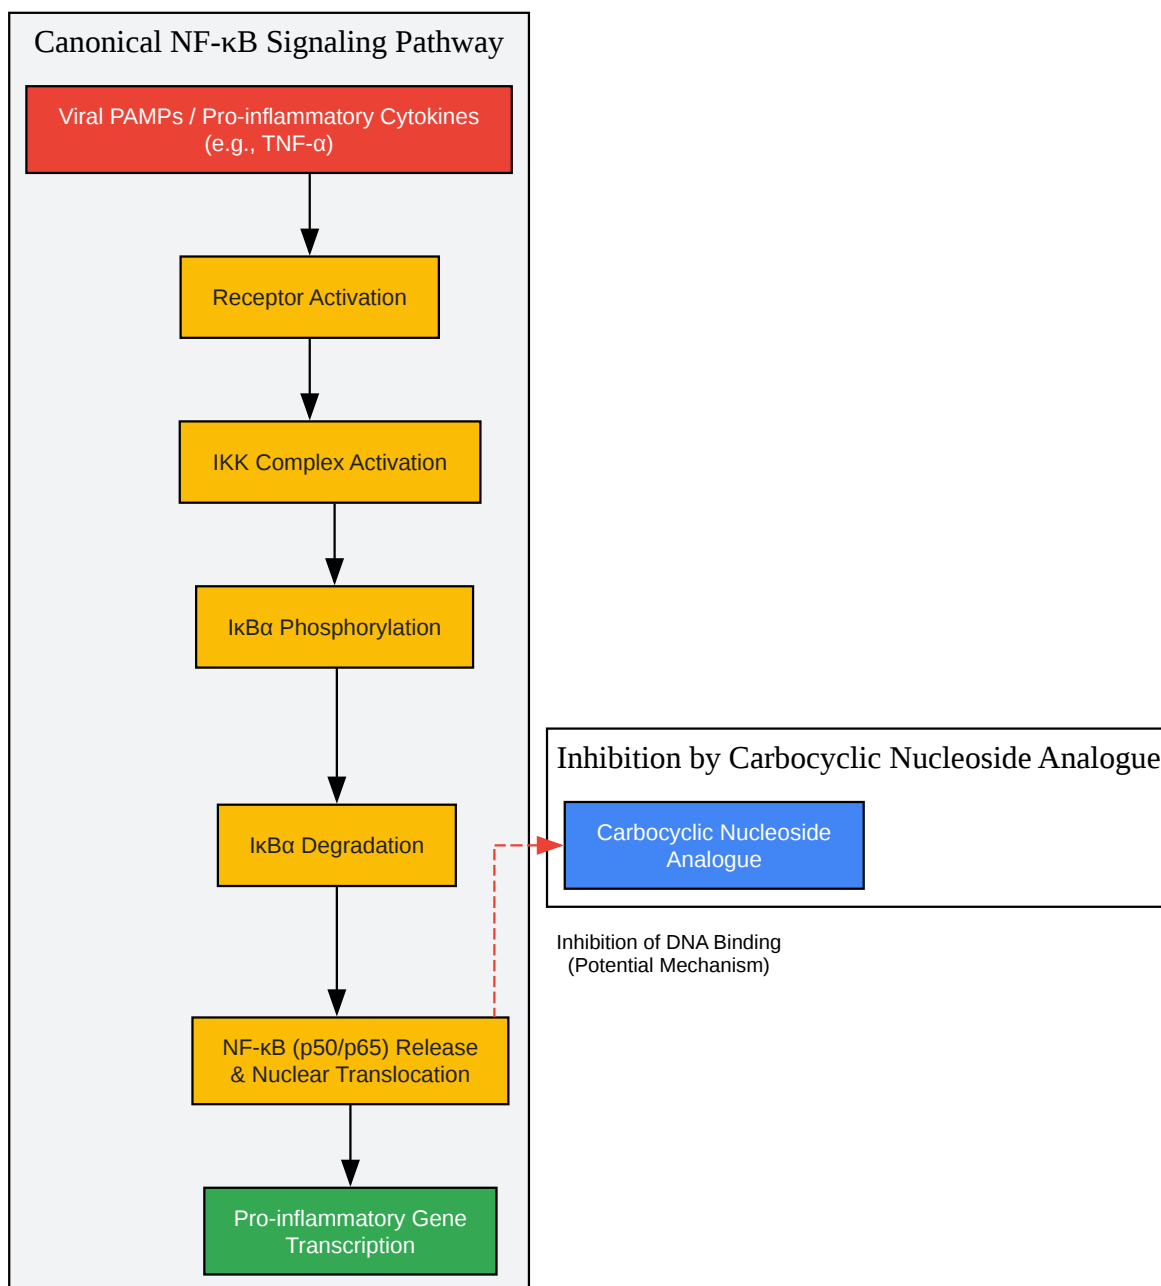 Canonical NF-κB Signaling Pathway
Viral PAMPs / Pro-inflammatory Cytokines
(e.g., TNF-α)
Receptor Activation
IKK Complex Activation
IκBα Phosphorylation
Inhibition by Carbocyclic Nucleoside Analogue
Carbocyclic Nucleoside
Analogue
IκBα Degradation
Inhibition of DNA Binding
(Potential Mechanism)
NF-κB (p50/p65) Release
& Nuclear Translocation
Pro-inflammatory Gene
Transcription